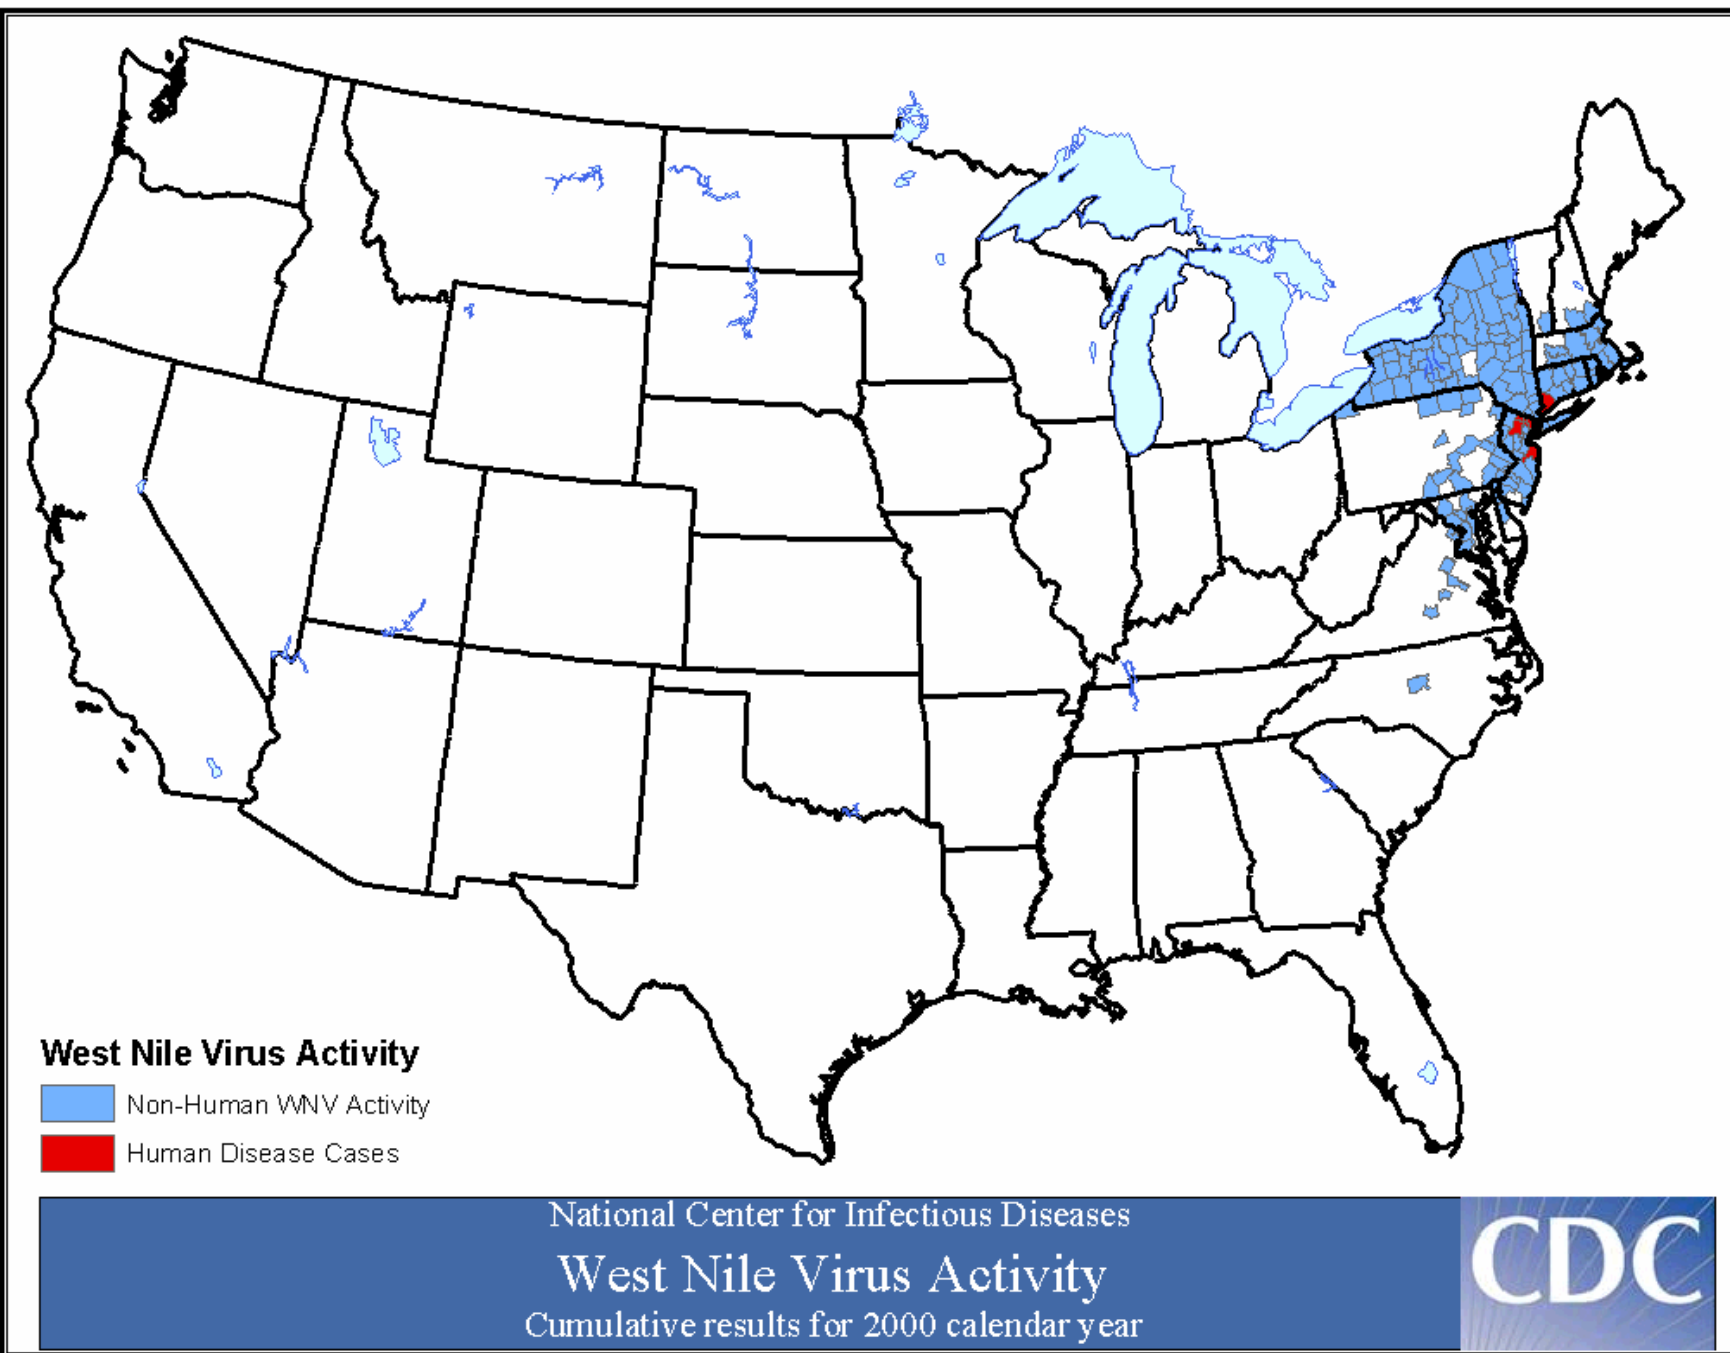 West Nile Virus Activity
Non-Human WNV Activity
Human Disease Cases
National Center for Infectious Diseases
West Nile Virus Activity
Cumulative results for 2000 calendar year
CDC